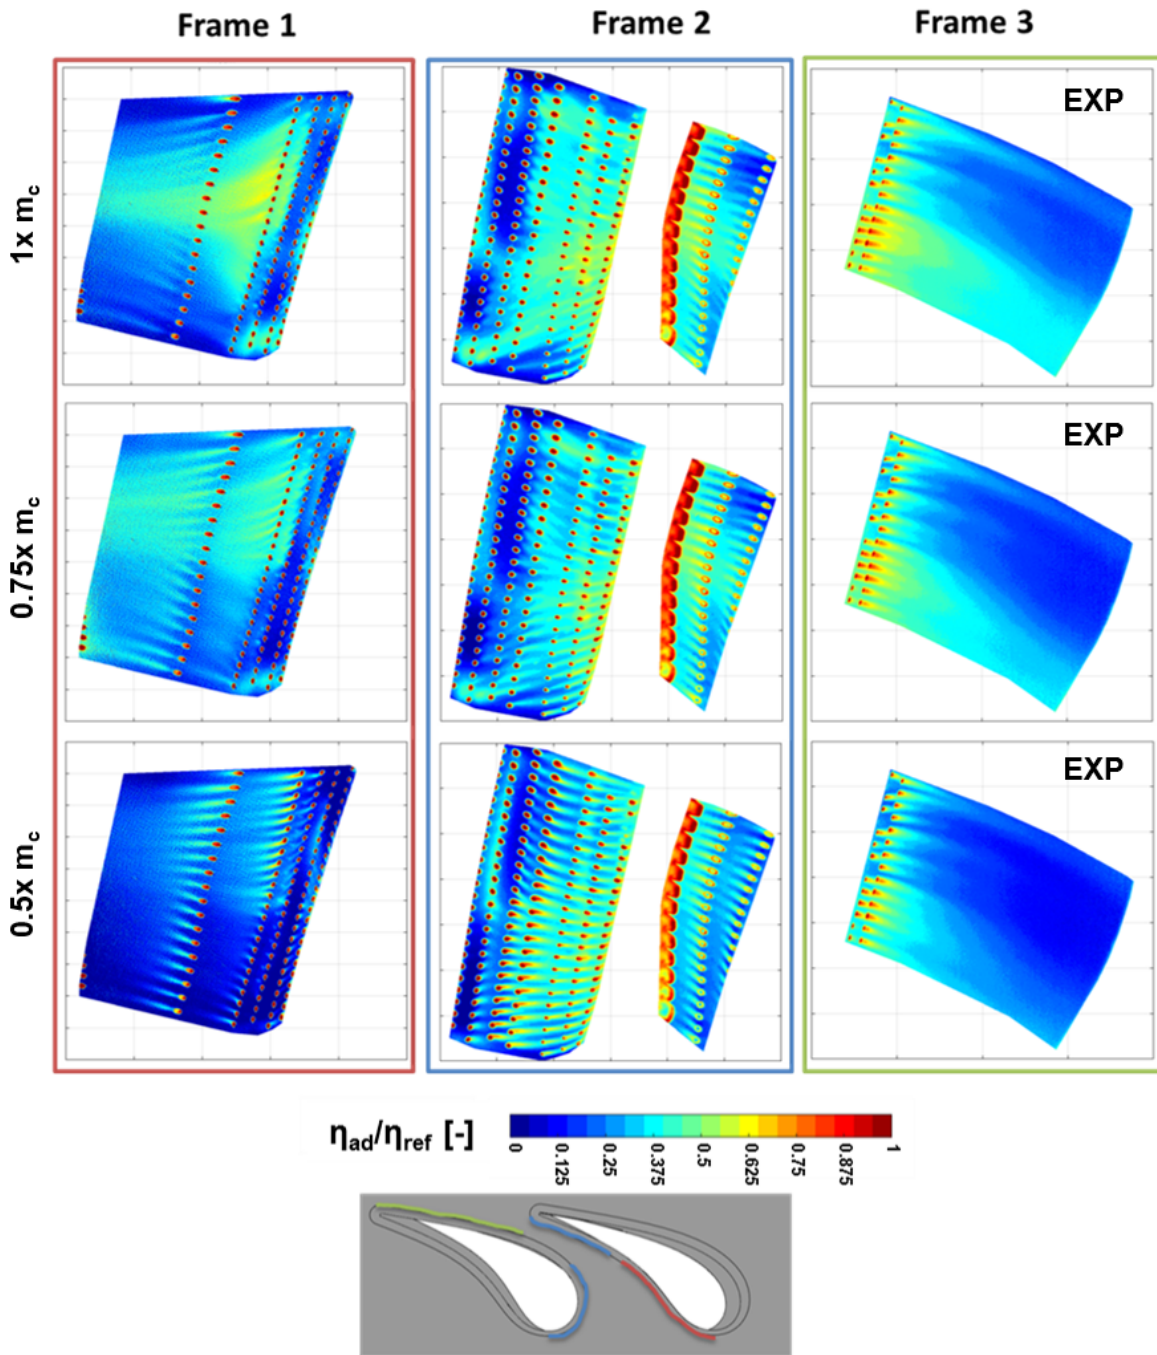 Frame 1 Frame 2 Frame 3
1x mc
EXP
0.75x mc
EXP
0.5x mc
EXP
ηad/ηref [-]
0 0.125 0.25 0.375 0.5 0.625 0.75 0.875 1